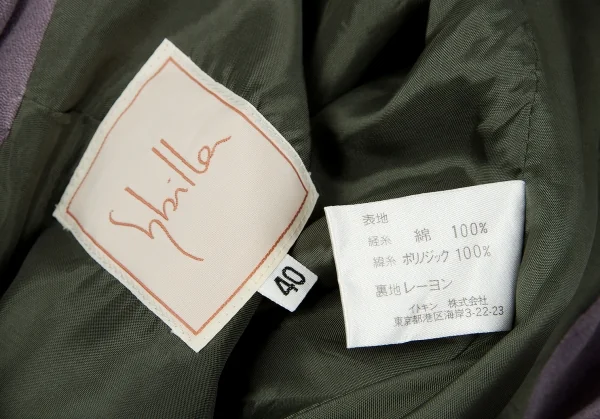 Sybilla
40
表地
経糸 綿 100%
緯糸 ポリノジック 100%
裏地 レーヨン
イトキン 株式会社
東京都港区海岸3-22-23